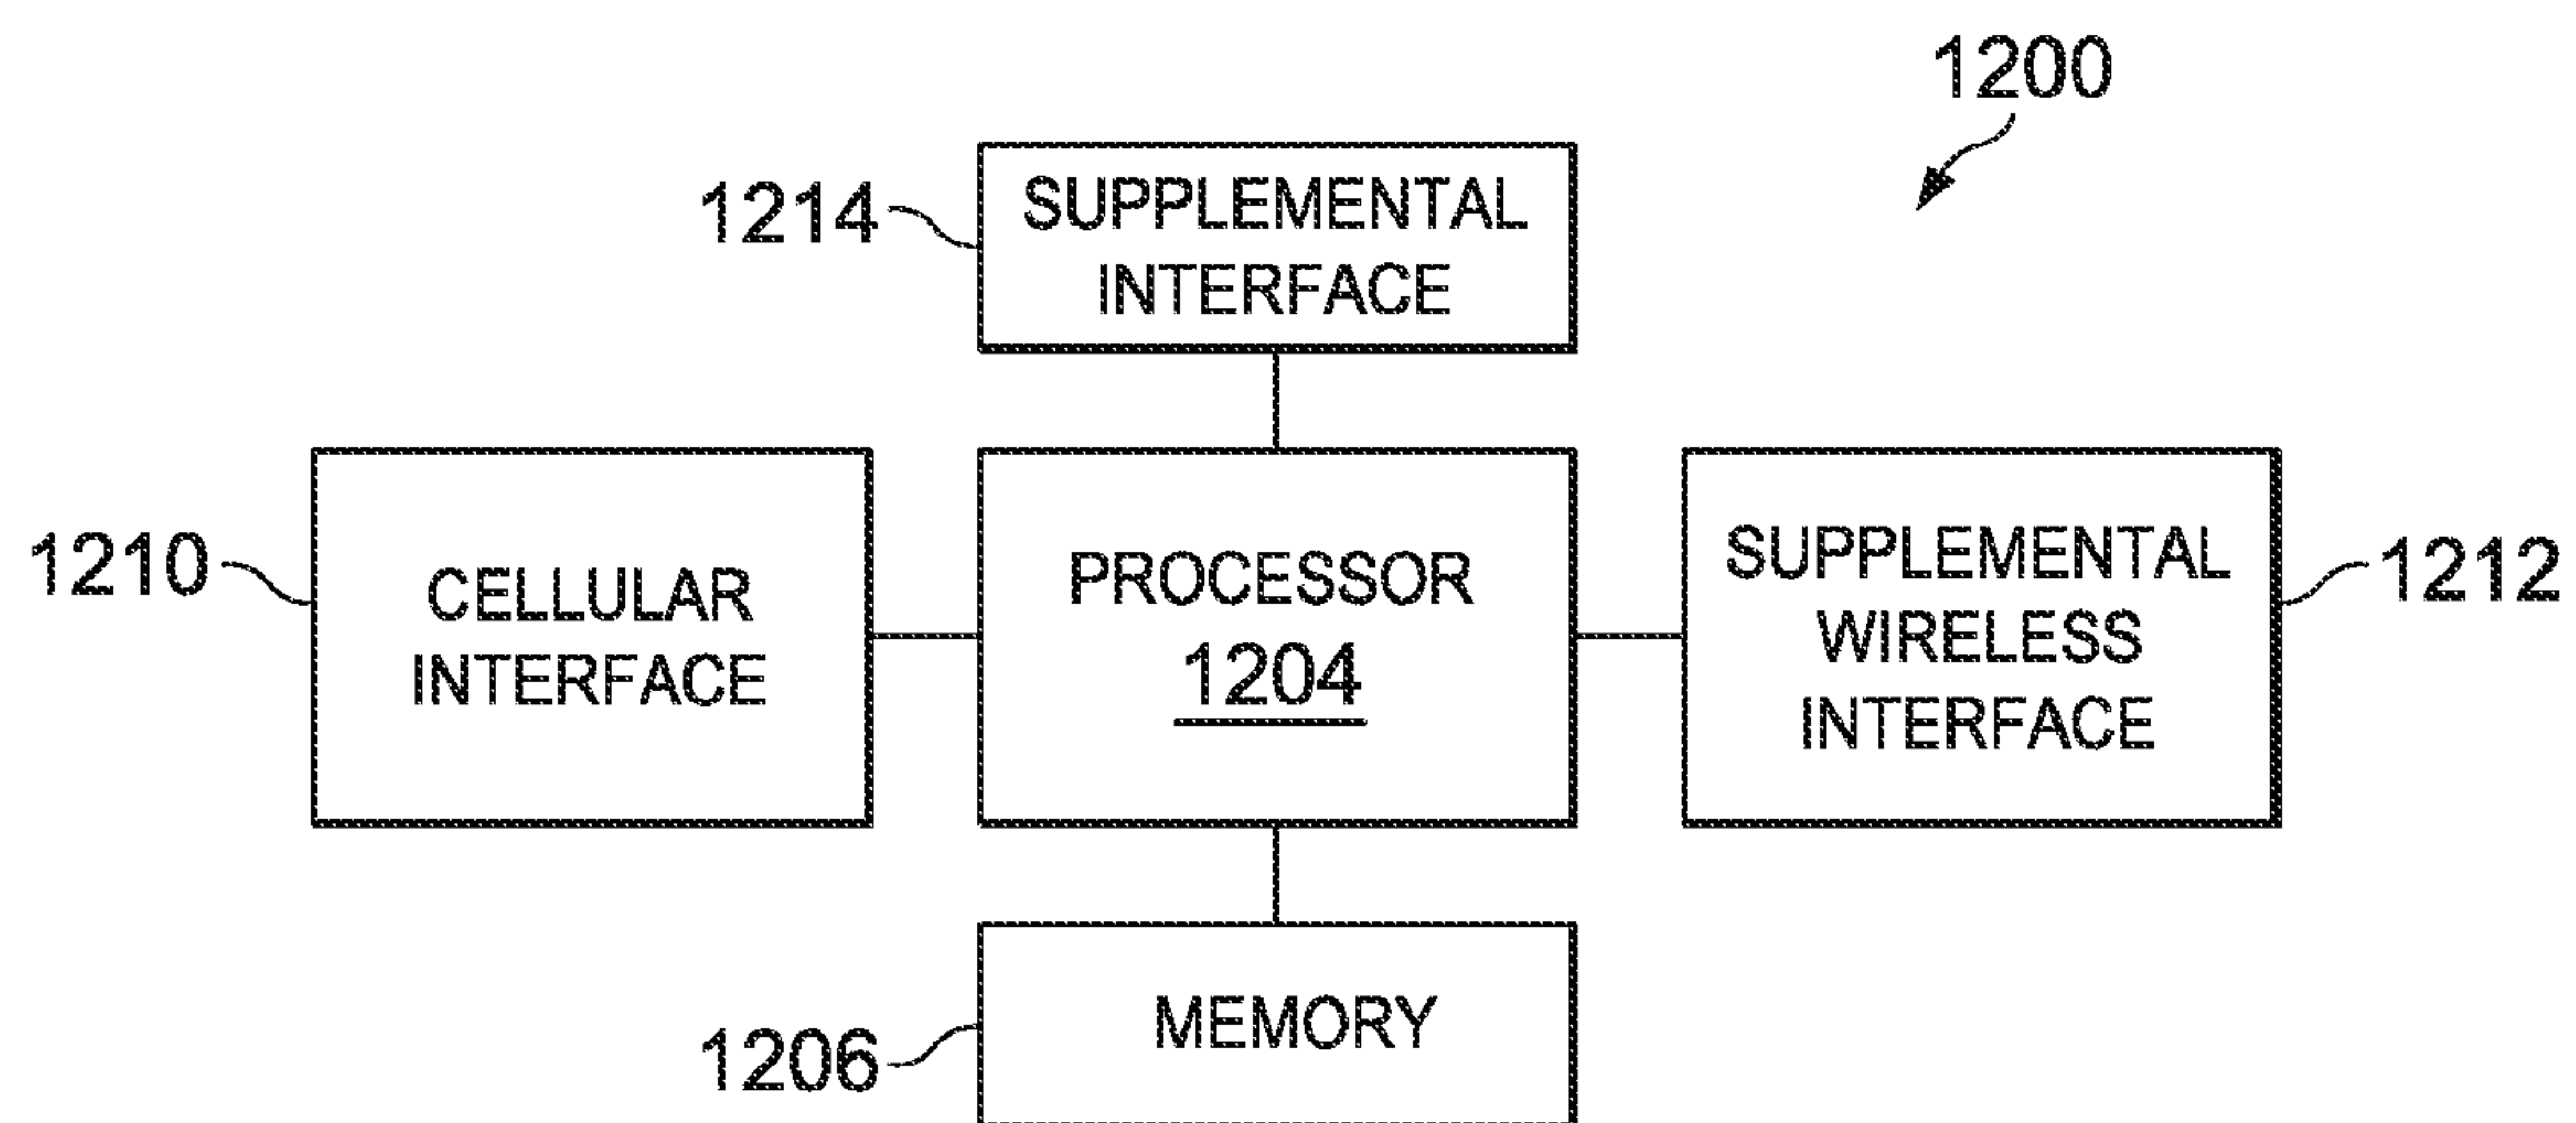 1200
1214
SUPPLEMENTAL
INTERFACE
1210
CELLULAR
INTERFACE
PROCESSOR
1204
SUPPLEMENTAL
WIRELESS
INTERFACE
1212
MEMORY
1206